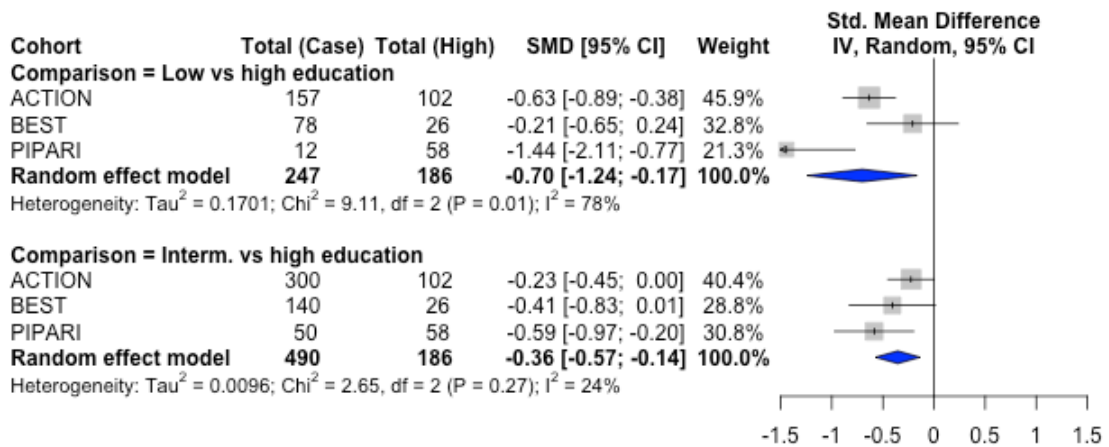 Std. Mean Difference
Cohort Total (Case) Total (High) SMD [95% CI] Weight IV, Random, 95% CI
Comparison = Low vs high education
ACTION 157 102 -0.63 [-0.89; -0.38] 45.9%
BEST 78 26 -0.21 [-0.65; 0.24] 32.8%
PIPARI 12 58 -1.44 [-2.11; -0.77] 21.3%
Random effect model 247 186 -0.70 [-1.24; -0.17] 100.0%
Heterogeneity: Tau² = 0.1701; Chi² = 9.11, df = 2 (P = 0.01); I² = 78%
Comparison = Interm. vs high education
ACTION 300 102 -0.23 [-0.45; 0.00] 40.4%
BEST 140 26 -0.41 [-0.83; 0.01] 28.8%
PIPARI 50 58 -0.59 [-0.97; -0.20] 30.8%
Random effect model 490 186 -0.36 [-0.57; -0.14] 100.0%
Heterogeneity: Tau² = 0.0096; Chi² = 2.65, df = 2 (P = 0.27); I² = 24%
-1.5 -1 -0.5 0 0.5 1 1.5